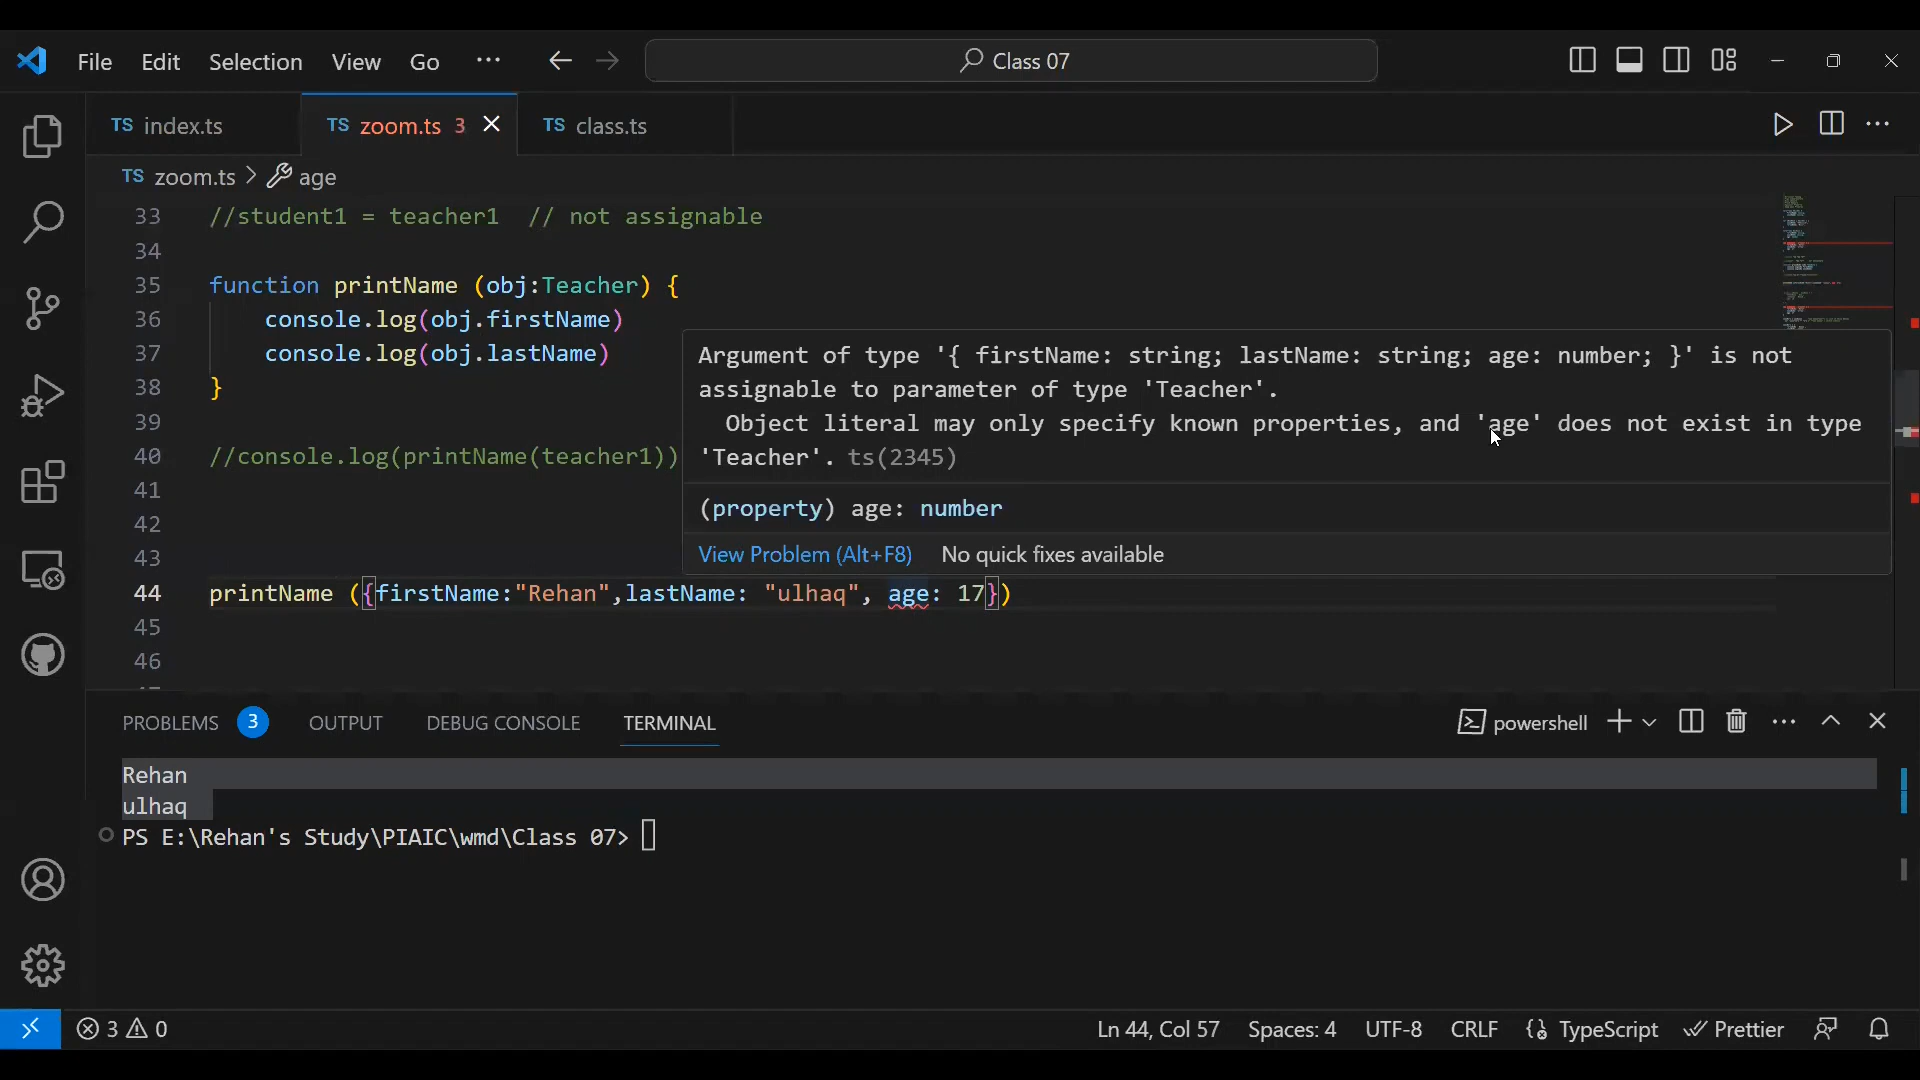 File Edit Selection View Go ··· Class 07
TS index.ts TS zoom.ts 3 TS class.ts
TS zoom.ts > age
33 //student1 = teacher1  // not assignable
34
35 function printName (obj:Teacher) {
36 console.log(obj.firstName)
37 console.log(obj.lastName)
38 }
39
40 //console.log(printName(teacher1))
41
42
43
44 printName ({firstName:"Rehan",lastName: "ulhaq", age: 17})
45
46
Argument of type '{ firstName: string; lastName: string; age: number; }' is not
assignable to parameter of type 'Teacher'.
Object literal may only specify known properties, and 'age' does not exist in type
'Teacher'. ts(2345)
(property) age: number
View Problem (Alt+F8) No quick fixes available
PROBLEMS 3 OUTPUT DEBUG CONSOLE TERMINAL powershell
Rehan
ulhaq
PS E:\Rehan's Study\PIAIC\wmd\Class 07>
3 0 Ln 44, Col 57 Spaces: 4 UTF-8 CRLF TypeScript Prettier